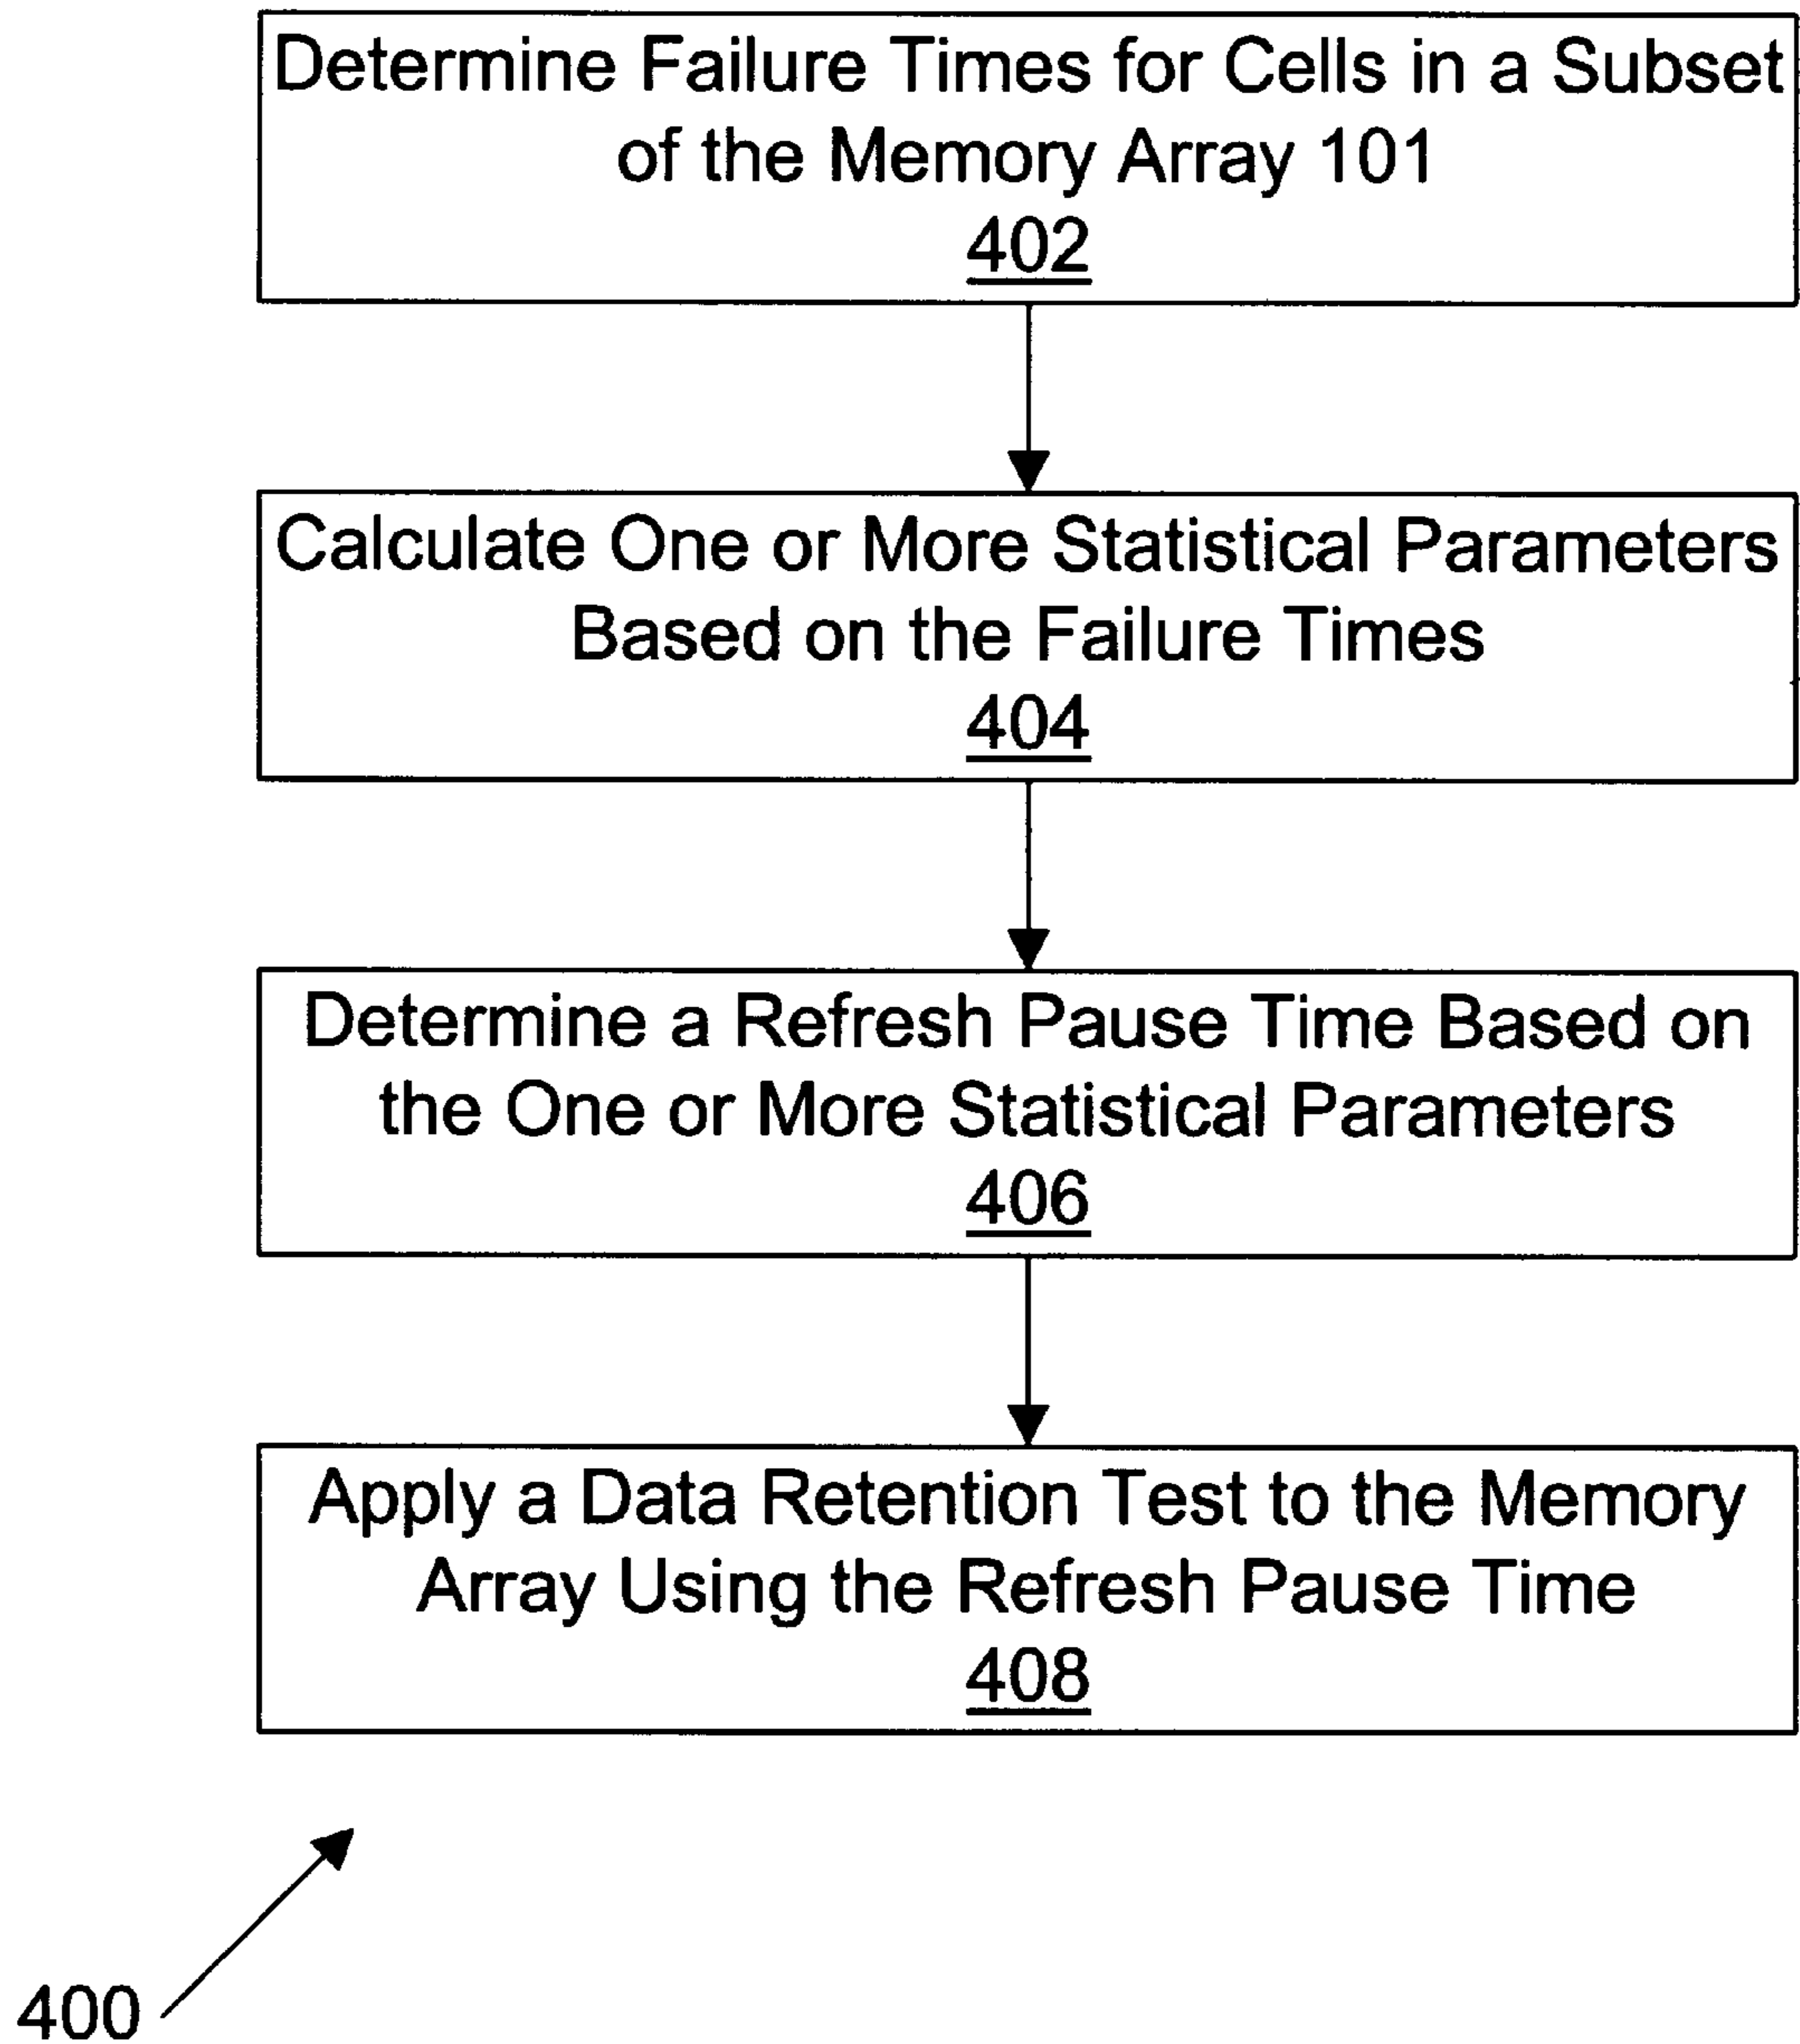 Determine Failure Times for Cells in a Subset
of the Memory Array 101
402
Calculate One or More Statistical Parameters
Based on the Failure Times
404
Determine a Refresh Pause Time Based on
the One or More Statistical Parameters
406
Apply a Data Retention Test to the Memory
Array Using the Refresh Pause Time
408
400